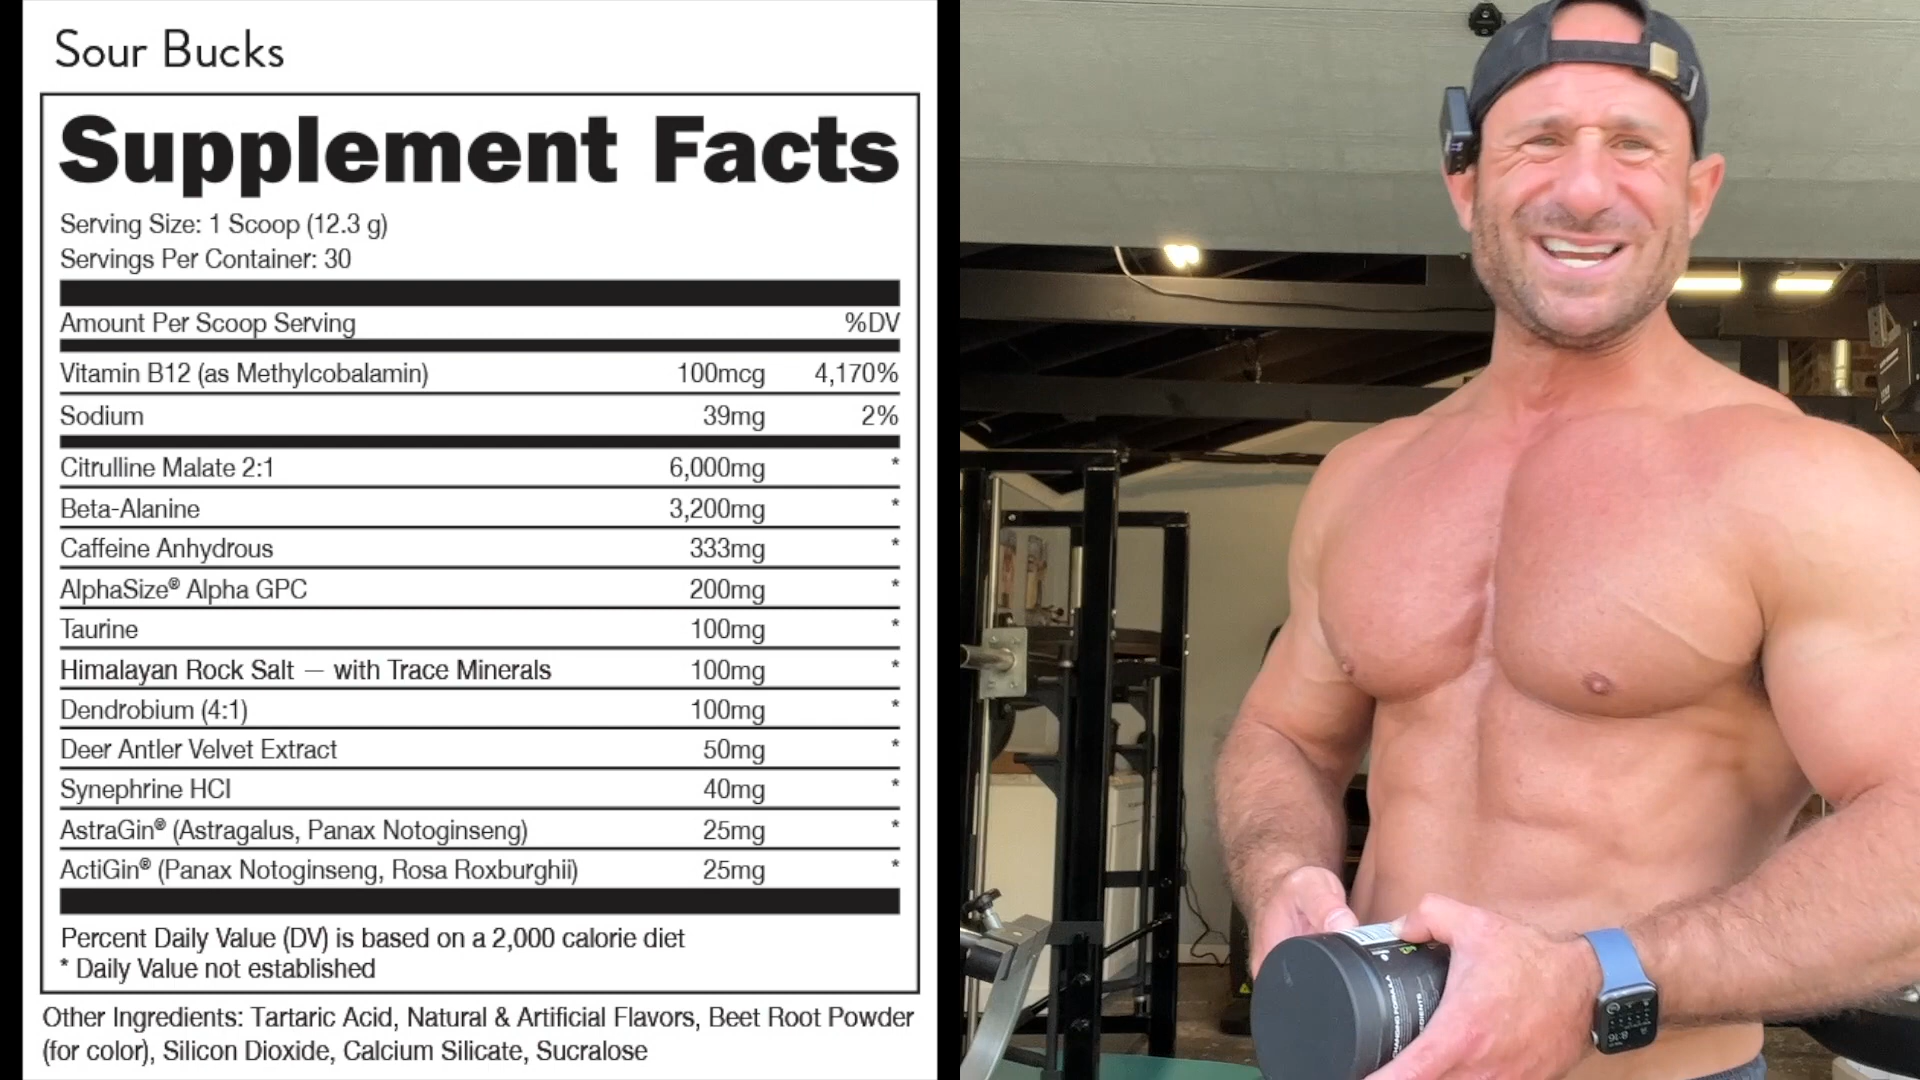 Sour Bucks
Supplement Facts
Serving Size: 1 Scoop (12.3 g)
Servings Per Container: 30
Amount Per Scoop Serving %DV
Vitamin B12 (as Methylcobalamin) 100mcg 4,170%
Sodium 39mg 2%
Citrulline Malate 2:1 6,000mg *
Beta-Alanine 3,200mg *
Caffeine Anhydrous 333mg *
AlphaSize® Alpha GPC 200mg *
Taurine 100mg *
Himalayan Rock Salt — with Trace Minerals 100mg *
Dendrobium (4:1) 100mg *
Deer Antler Velvet Extract 50mg *
Synephrine HCl 40mg *
AstraGin® (Astragalus, Panax Notoginseng) 25mg *
ActiGin® (Panax Notoginseng, Rosa Roxburghii) 25mg *
Percent Daily Value (DV) is based on a 2,000 calorie diet
* Daily Value not established
Other Ingredients: Tartaric Acid, Natural & Artificial Flavors, Beet Root Powder
(for color), Silicon Dioxide, Calcium Silicate, Sucralose
8:16